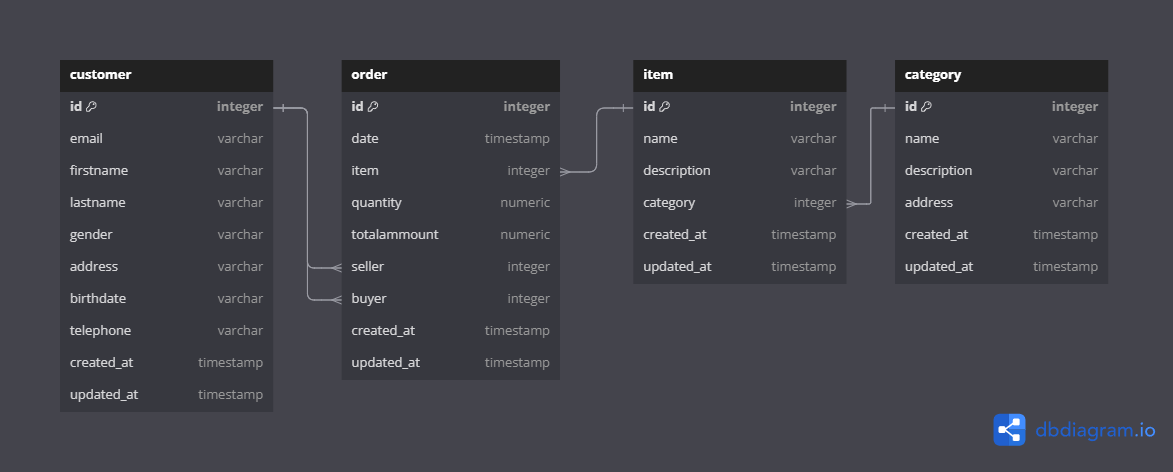 customer
id integer
email varchar
firstname varchar
lastname varchar
gender varchar
address varchar
birthdate varchar
telephone varchar
created_at timestamp
updated_at timestamp
order
id integer
date timestamp
item integer
quantity numeric
totalammount numeric
seller integer
buyer integer
created_at timestamp
updated_at timestamp
item
id integer
name varchar
description varchar
category integer
created_at timestamp
updated_at timestamp
category
id integer
name varchar
description varchar
address varchar
created_at timestamp
updated_at timestamp
dbdiagram.io